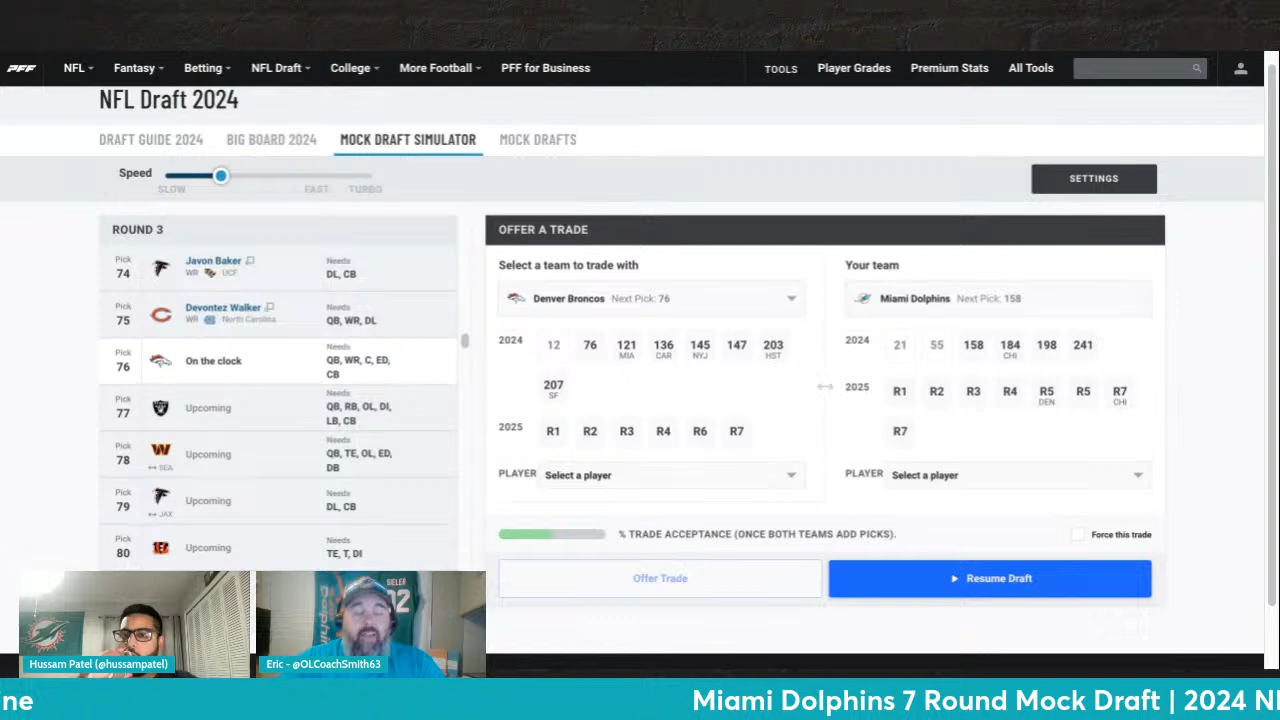 PFF NFL Fantasy Betting NFL Draft College More Football PFF for Business TOOLS Player Grades Premium Stats All Tools
NFL Draft 2024
DRAFT GUIDE 2024 BIG BOARD 2024 MOCK DRAFT SIMULATOR MOCK DRAFTS
Speed
SLOW FAST TURBO
SETTINGS
ROUND 3
Pick
74
Javon Baker
WR UCF
Needs
DL, CB
Pick
75
Devontez Walker
WR North Carolina
Needs
QB, WR, DL
Pick
76
On the clock
Needs
QB, WR, C, ED,
CB
Pick
77
Upcoming
Needs
QB, RB, OL, DI,
LB, CB
Pick
78
↔ SEA
Upcoming
Needs
QB, TE, OL, ED,
DB
Pick
79
↔ JAX
Upcoming
Needs
DL, CB
Pick
80
Upcoming
Needs
TE, T, DI
OFFER A TRADE
Select a team to trade with
Denver Broncos Next Pick: 76
2024 12 76 121 136 145 147 203
MIA CAR NYJ HST
207
SF
2025 R1 R2 R3 R4 R6 R7
PLAYER Select a player
Your team
Miami Dolphins Next Pick: 158
2024 21 55 158 184 198 241
CHI
2025 R1 R2 R3 R4 R5 R5 R7
DEN CHI
R7
PLAYER Select a player
% TRADE ACCEPTANCE (ONCE BOTH TEAMS ADD PICKS).
Force this trade
Offer Trade
Resume Draft
SIELER
Dolphins
Hussam Patel (@hussampatel)
Eric - @OLCoachSmith63
ne Miami Dolphins 7 Round Mock Draft | 2024 N